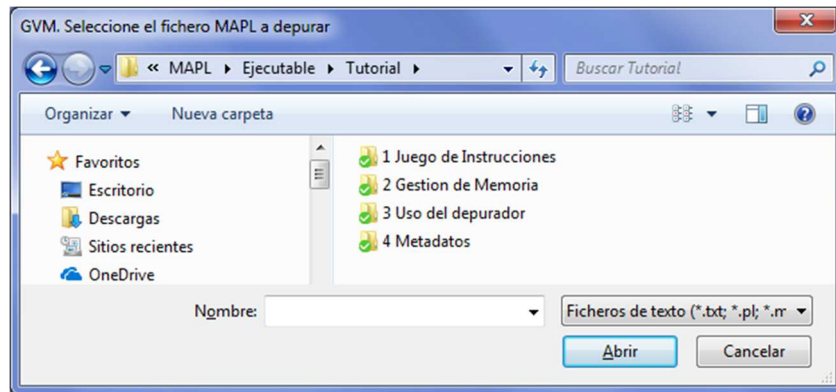 GVM. Seleccione el fichero MAPL a depurar
« MAPL ▸ Ejecutable ▸ Tutorial ▸
Buscar Tutorial
Organizar ▾ Nueva carpeta
Favoritos
Escritorio
Descargas
Sitios recientes
OneDrive
1 Juego de Instrucciones
2 Gestion de Memoria
3 Uso del depurador
4 Metadatos
Nombre:
Ficheros de texto (*.txt; *.pl; *.m
Abrir Cancelar